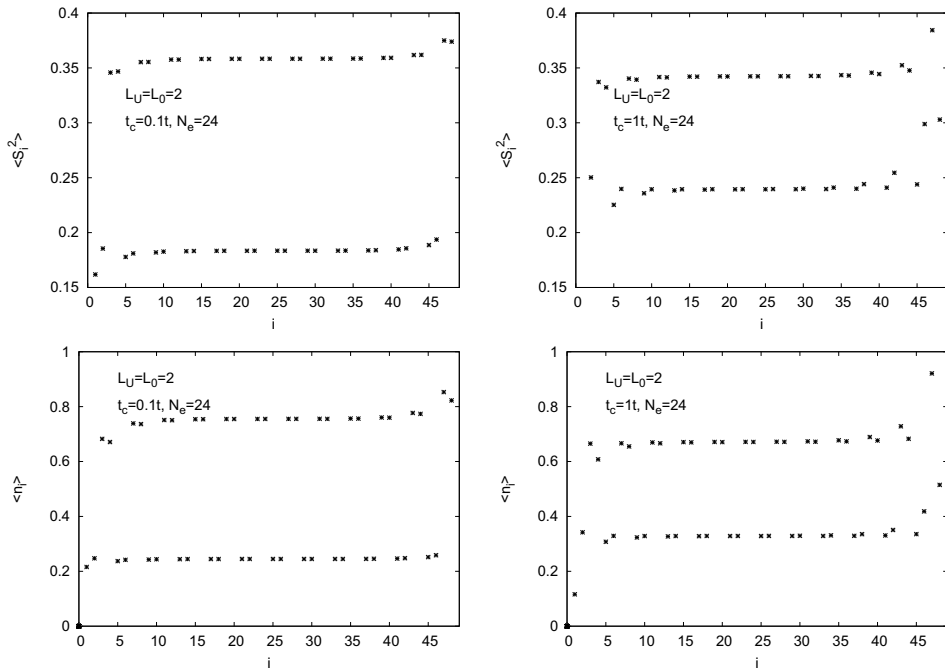 0.4
0.35
0.3
0.25
0.2
0.15
<S_i^2>
L_U=L_0=2
t_c=0.1t, N_e=24
0 5 10 15 20 25 30 35 40 45
i
0.4
0.35
0.3
0.25
0.2
0.15
<S_i^2>
L_U=L_0=2
t_c=1t, N_e=24
0 5 10 15 20 25 30 35 40 45
i
1
0.8
0.6
0.4
0.2
0
<n_i>
L_U=L_0=2
t_c=0.1t, N_e=24
0 5 10 15 20 25 30 35 40 45
i
1
0.8
0.6
0.4
0.2
0
<n_i>
L_U=L_0=2
t_c=1t, N_e=24
0 5 10 15 20 25 30 35 40 45
i